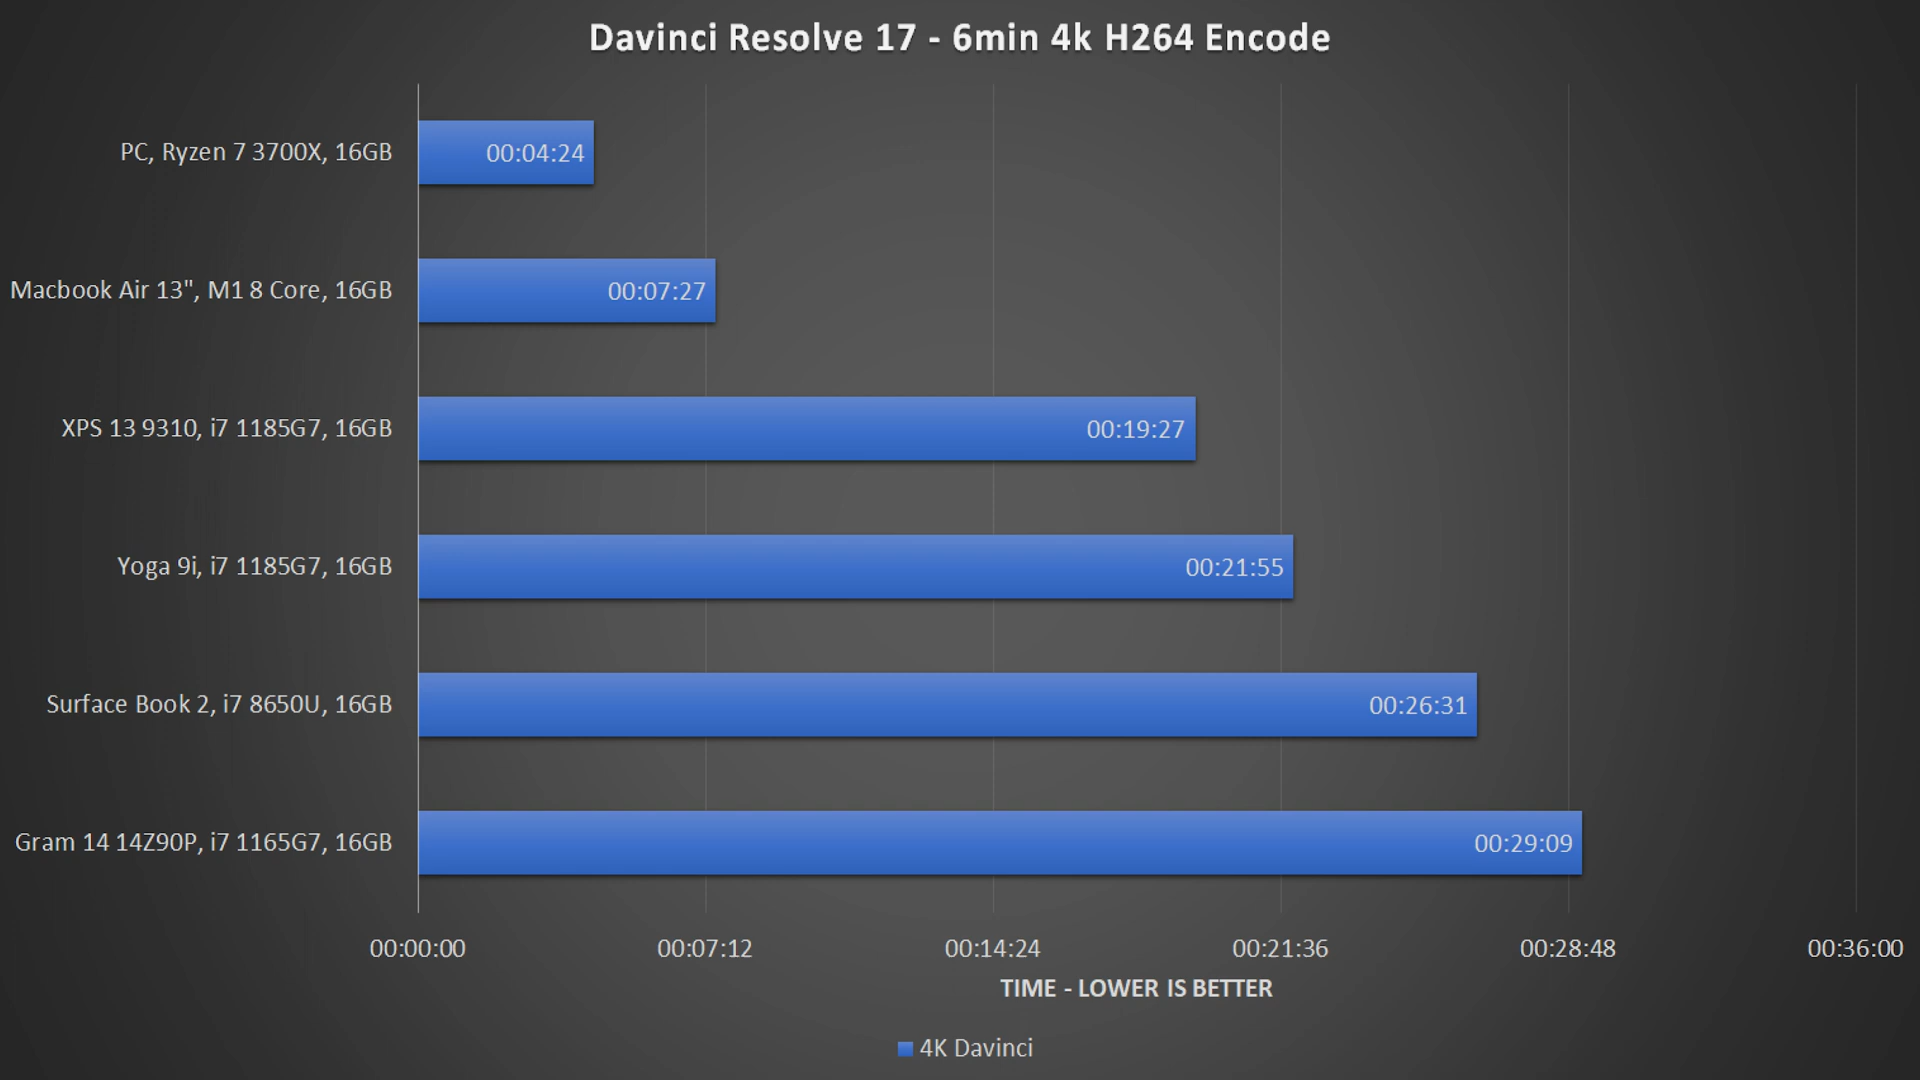 Davinci Resolve 17 - 6min 4k H264 Encode
PC, Ryzen 7 3700X, 16GB
00:04:24
Macbook Air 13", M1 8 Core, 16GB
00:07:27
XPS 13 9310, i7 1185G7, 16GB
00:19:27
Yoga 9i, i7 1185G7, 16GB
00:21:55
Surface Book 2, i7 8650U, 16GB
00:26:31
Gram 14 14Z90P, i7 1165G7, 16GB
00:29:09
00:00:00 00:07:12 00:14:24 00:21:36 00:28:48 00:36:00
TIME - LOWER IS BETTER
4K Davinci